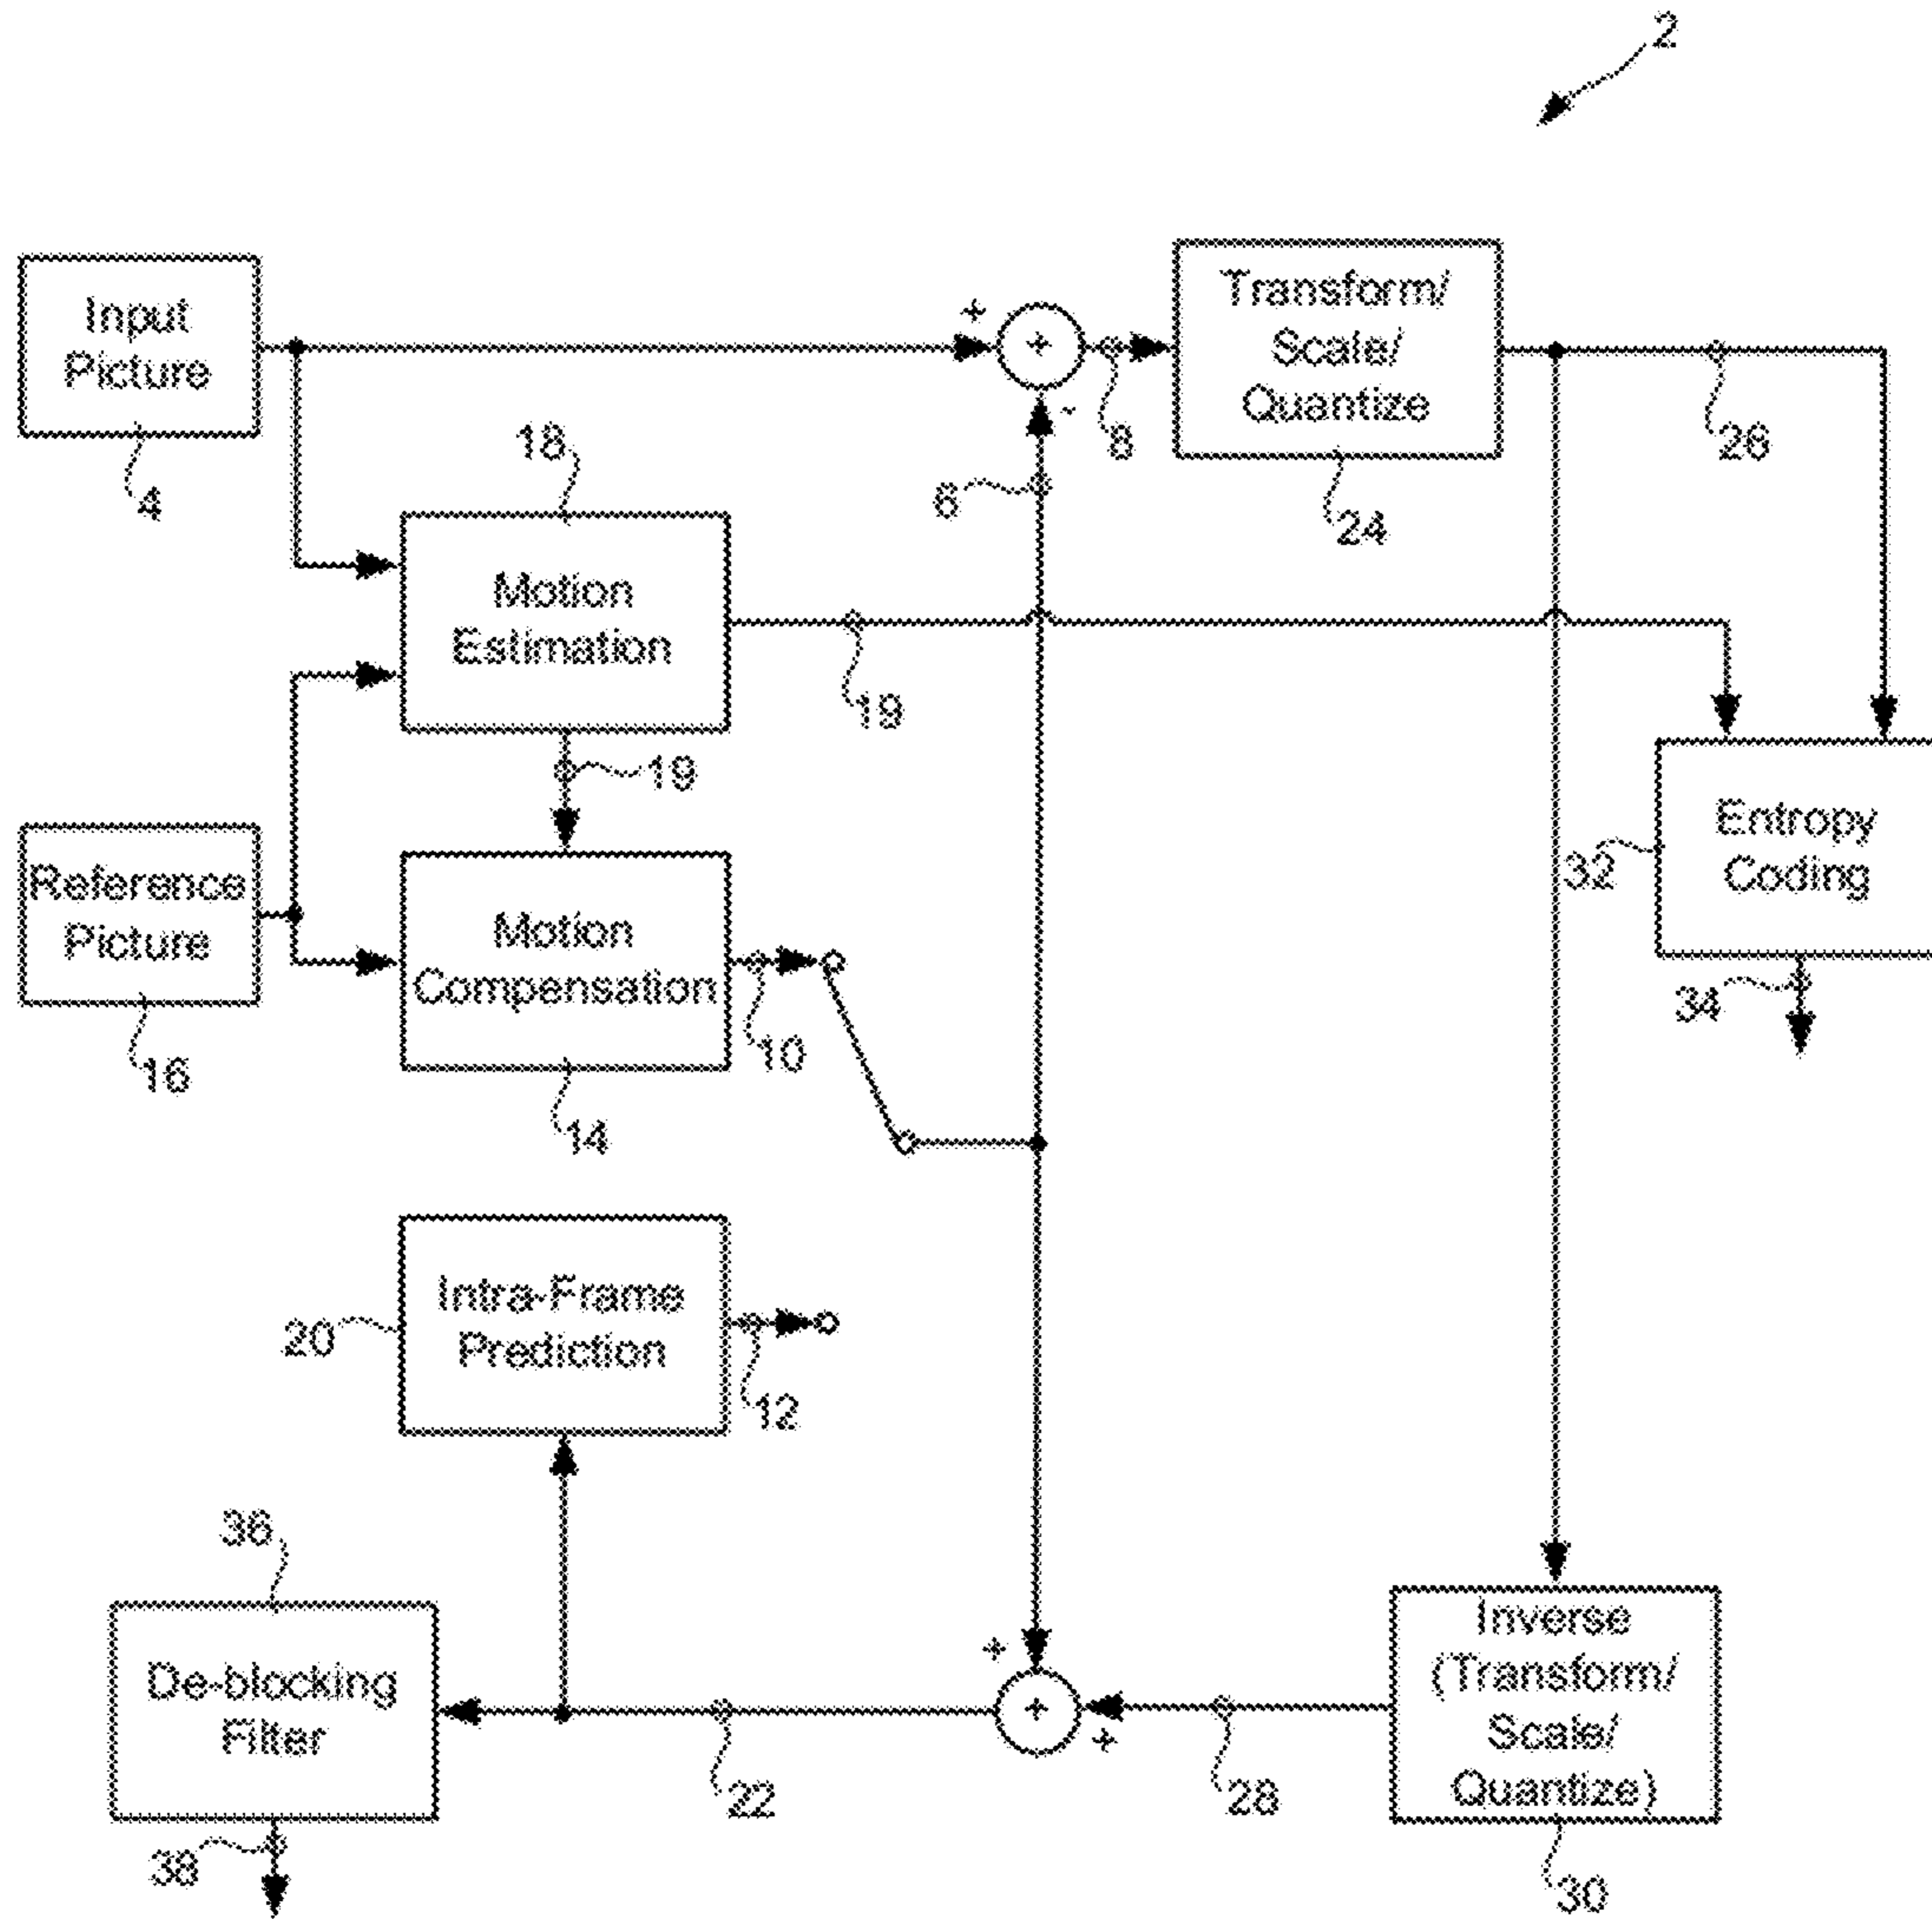 2
Input
Picture
4
+
+
-
6
8
Transform/
Scale/
Quantize
24
26
18
Motion
Estimation
19
19
Reference
Picture
16
Motion
Compensation
10
14
Entropy
Coding
32
34
Intra-Frame
Prediction
20
12
36
De-blocking
Filter
38
22
+
+
+
28
Inverse
(Transform/
Scale/
Quantize)
30